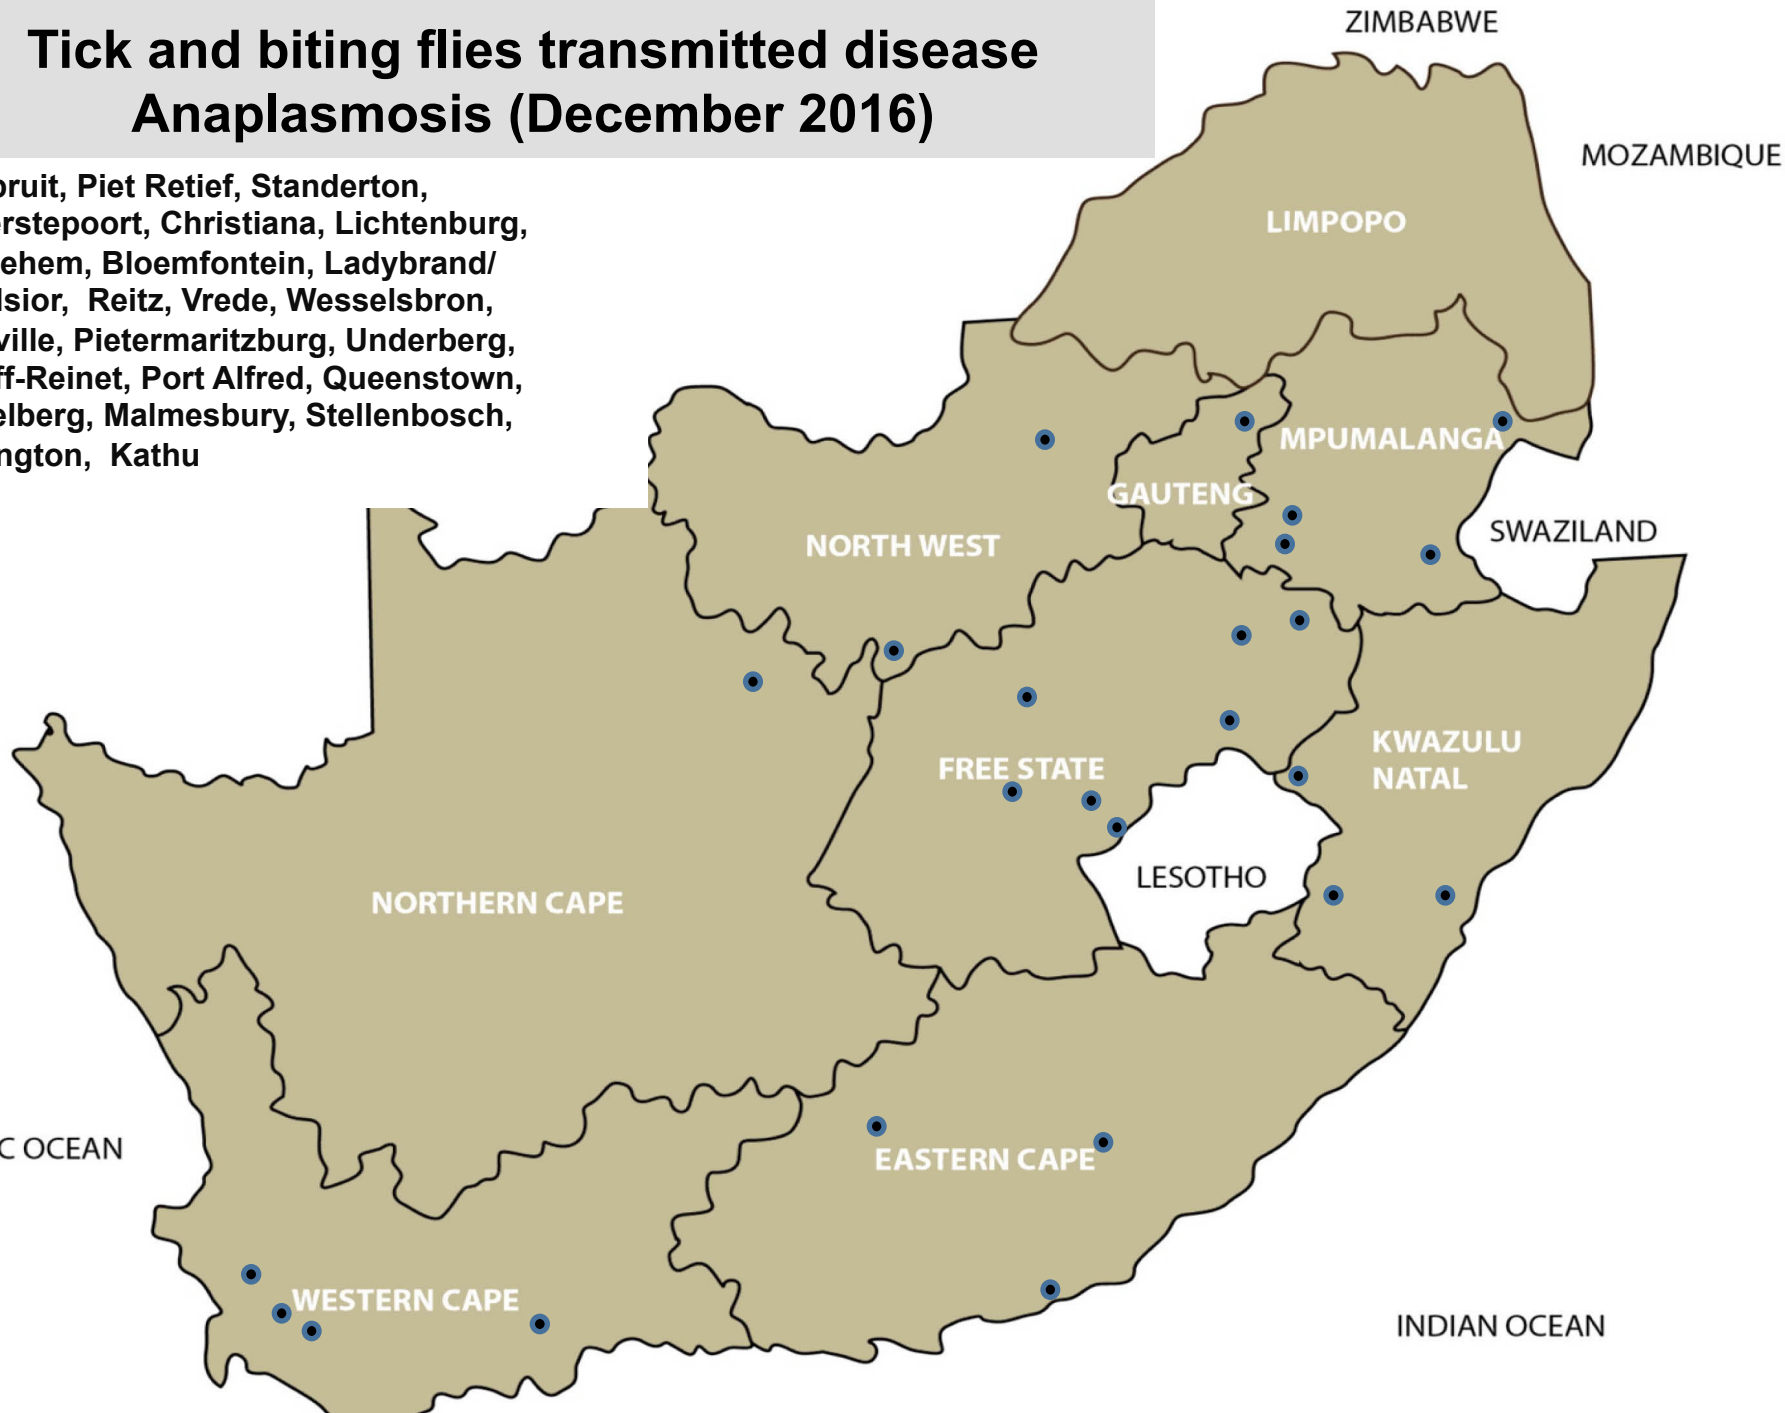 Tick and biting flies transmitted disease
Anaplasmosis (December 2016)
pruit, Piet Retief, Standerton,
erstepoort, Christiana, Lichtenburg,
ehem, Bloemfontein, Ladybrand/
lsior, Reitz, Vrede, Wesselsbron,
ville, Pietermaritzburg, Underberg,
ff-Reinet, Port Alfred, Queenstown,
elberg, Malmesbury, Stellenbosch,
ngton, Kathu
ZIMBABWE
MOZAMBIQUE
LIMPOPO
MPUMALANGA
GAUTENG
SWAZILAND
NORTH WEST
KWAZULU
NATAL
FREE STATE
LESOTHO
NORTHERN CAPE
C OCEAN
EASTERN CAPE
WESTERN CAPE
INDIAN OCEAN